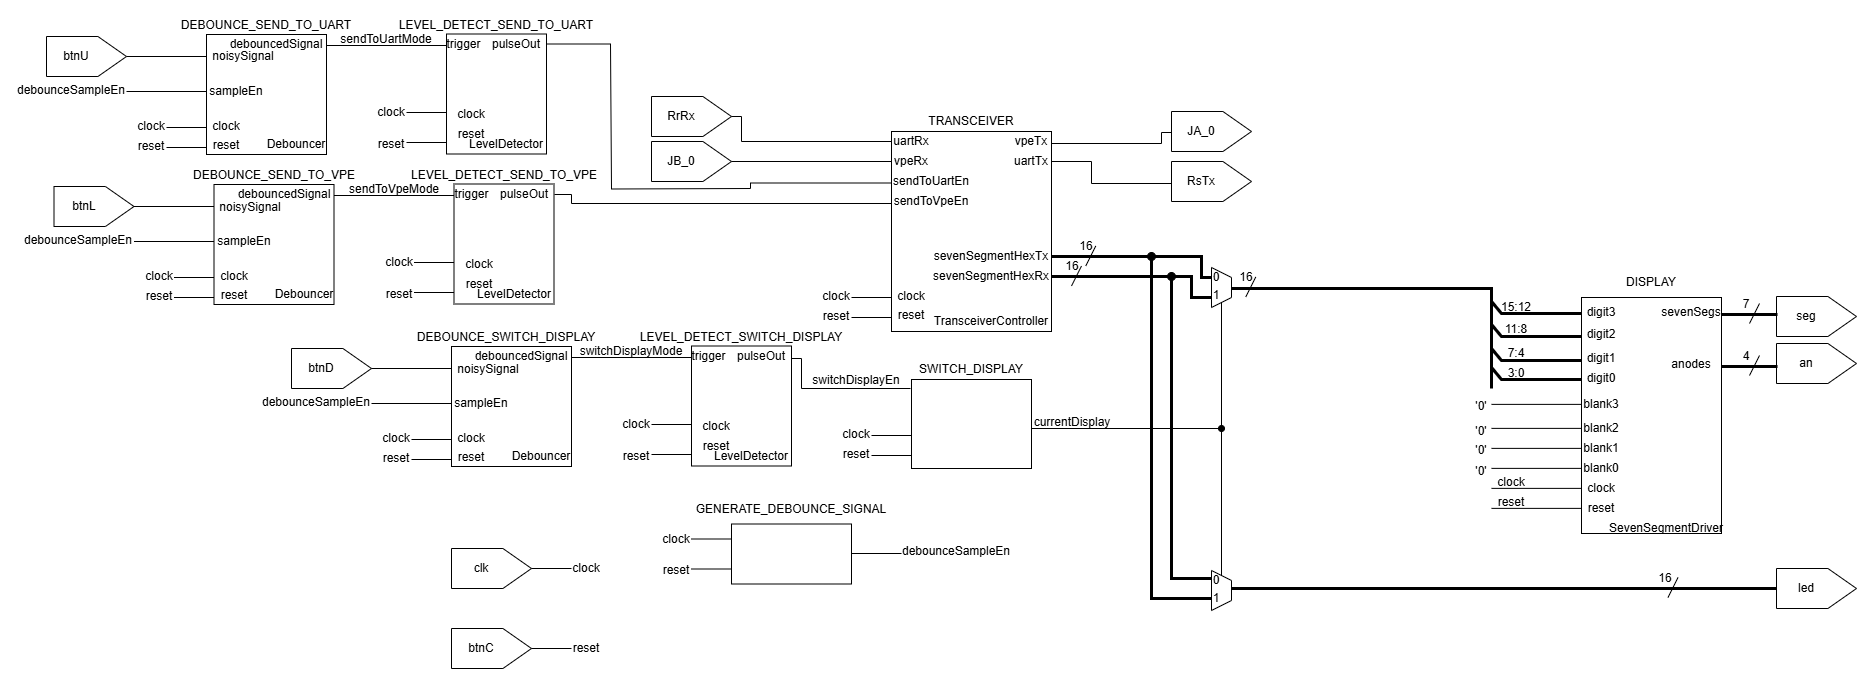 DEBOUNCE_SEND_TO_UART
LEVEL_DETECT_SEND_TO_UART
btnU
debouncedSignal
noisySignal
sendToUartMode
trigger pulseOut
debounceSampleEn
sampleEn
clock
clock
reset
reset
Debouncer
clock
clock
reset
reset
LevelDetector
DEBOUNCE_SEND_TO_VPE
LEVEL_DETECT_SEND_TO_VPE
btnL
debouncedSignal
noisySignal
sendToVpeMode
trigger pulseOut
debounceSampleEn
sampleEn
clock
clock
reset
reset
Debouncer
clock
clock
reset
reset
LevelDetector
RrRx
JB_0
TRANSCEIVER
uartRx
vpeRx
sendToUartEn
sendToVpeEn
vpeTx
uartTx
sevenSegmentHexTx
sevenSegmentHexRx
clock
clock
reset
reset
TransceiverController
JA_0
RsTx
16
16
0
1
16
DEBOUNCE_SWITCH_DISPLAY
LEVEL_DETECT_SWITCH_DISPLAY
btnD
debouncedSignal
noisySignal
switchDisplayMode
trigger pulseOut
debounceSampleEn
sampleEn
clock
clock
reset
reset
Debouncer
clock
clock
reset
reset
LevelDetector
SWITCH_DISPLAY
switchDisplayEn
clock
reset
currentDisplay
DISPLAY
15:12
11:8
7:4
3:0
digit3
digit2
digit1
digit0
'0'
'0'
'0'
'0'
blank3
blank2
blank1
blank0
clock
clock
reset
reset
SevenSegmentDriver
sevenSegs
anodes
7
4
seg
an
GENERATE_DEBOUNCE_SIGNAL
clock
reset
debounceSampleEn
clk
clock
btnC
reset
0
1
16
led